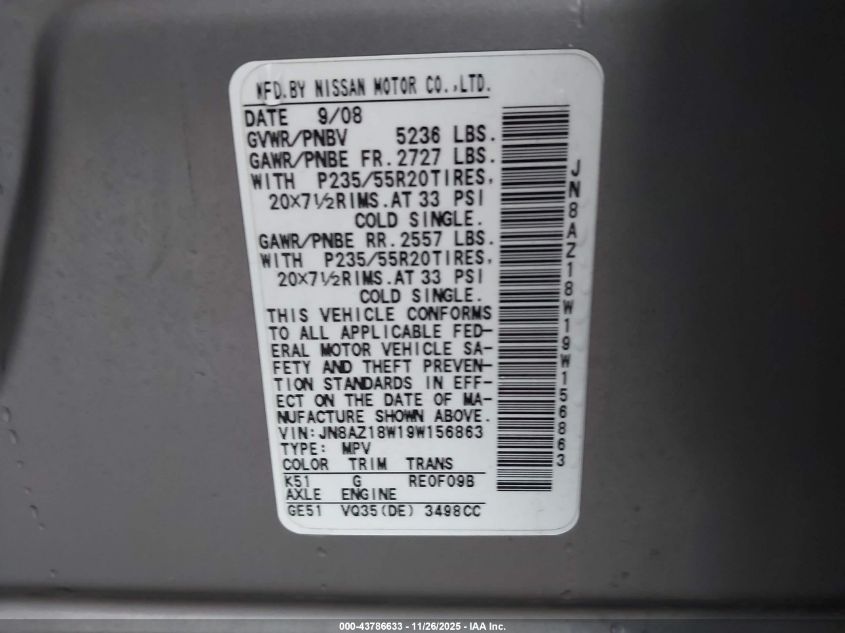 MFD.BY NISSAN MOTOR CO.,LTD.
DATE 9/08
GVWR/PNBV 5236 LBS.
GAWR/PNBE FR. 2727 LBS.
WITH P235/55R20TIRES,
20×7½RIMS.AT 33 PSI
COLD SINGLE.
GAWR/PNBE RR. 2557 LBS.
WITH P235/55R20TIRES,
20×7½RIMS.AT 33 PSI
COLD SINGLE.
THIS VEHICLE CONFORMS
TO ALL APPLICABLE FED-
ERAL MOTOR VEHICLE SA-
FETY AND THEFT PREVEN-
TION STANDARDS IN EFF-
ECT ON THE DATE OF MA-
NUFACTURE SHOWN ABOVE.
VIN:JN8AZ18W19W156863
TYPE: MPV
COLOR TRIM TRANS
K51 G RE0F09B
AXLE ENGINE
GE51 VQ35(DE) 3498CC
JN8AZ18W19W156863
000-43786633 - 11/26/2025 - IAA Inc.